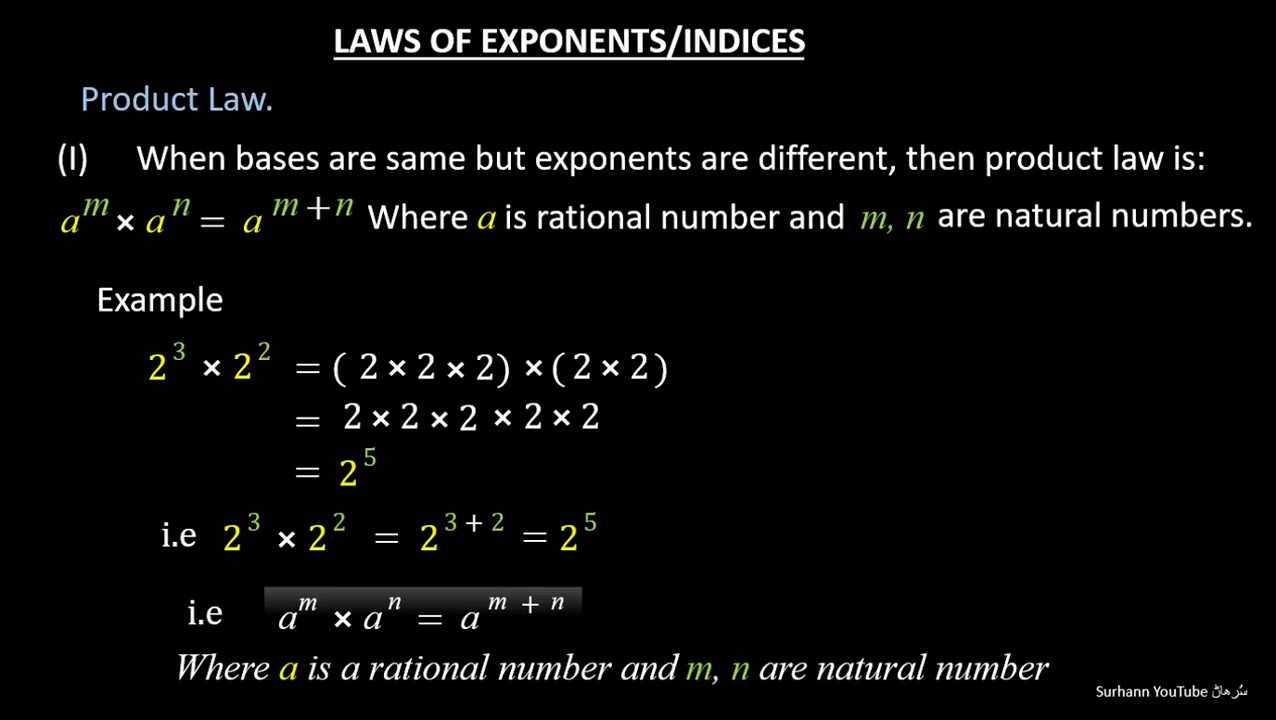 LAWS OF EXPONENTS/INDICES
Product Law.
(I) When bases are same but exponents are different, then product law is:
a^m × a^n = a^(m+n) Where a is rational number and m, n are natural numbers.
Example
2^3 × 2^2 = ( 2 × 2 × 2) × ( 2 × 2 )
= 2 × 2 × 2 × 2 × 2
= 2^5
i.e 2^3 × 2^2 = 2^(3 + 2) = 2^5
i.e a^m × a^n = a^(m + n)
Where a is a rational number and m, n are natural number
Surhann YouTube سُرهاڻ